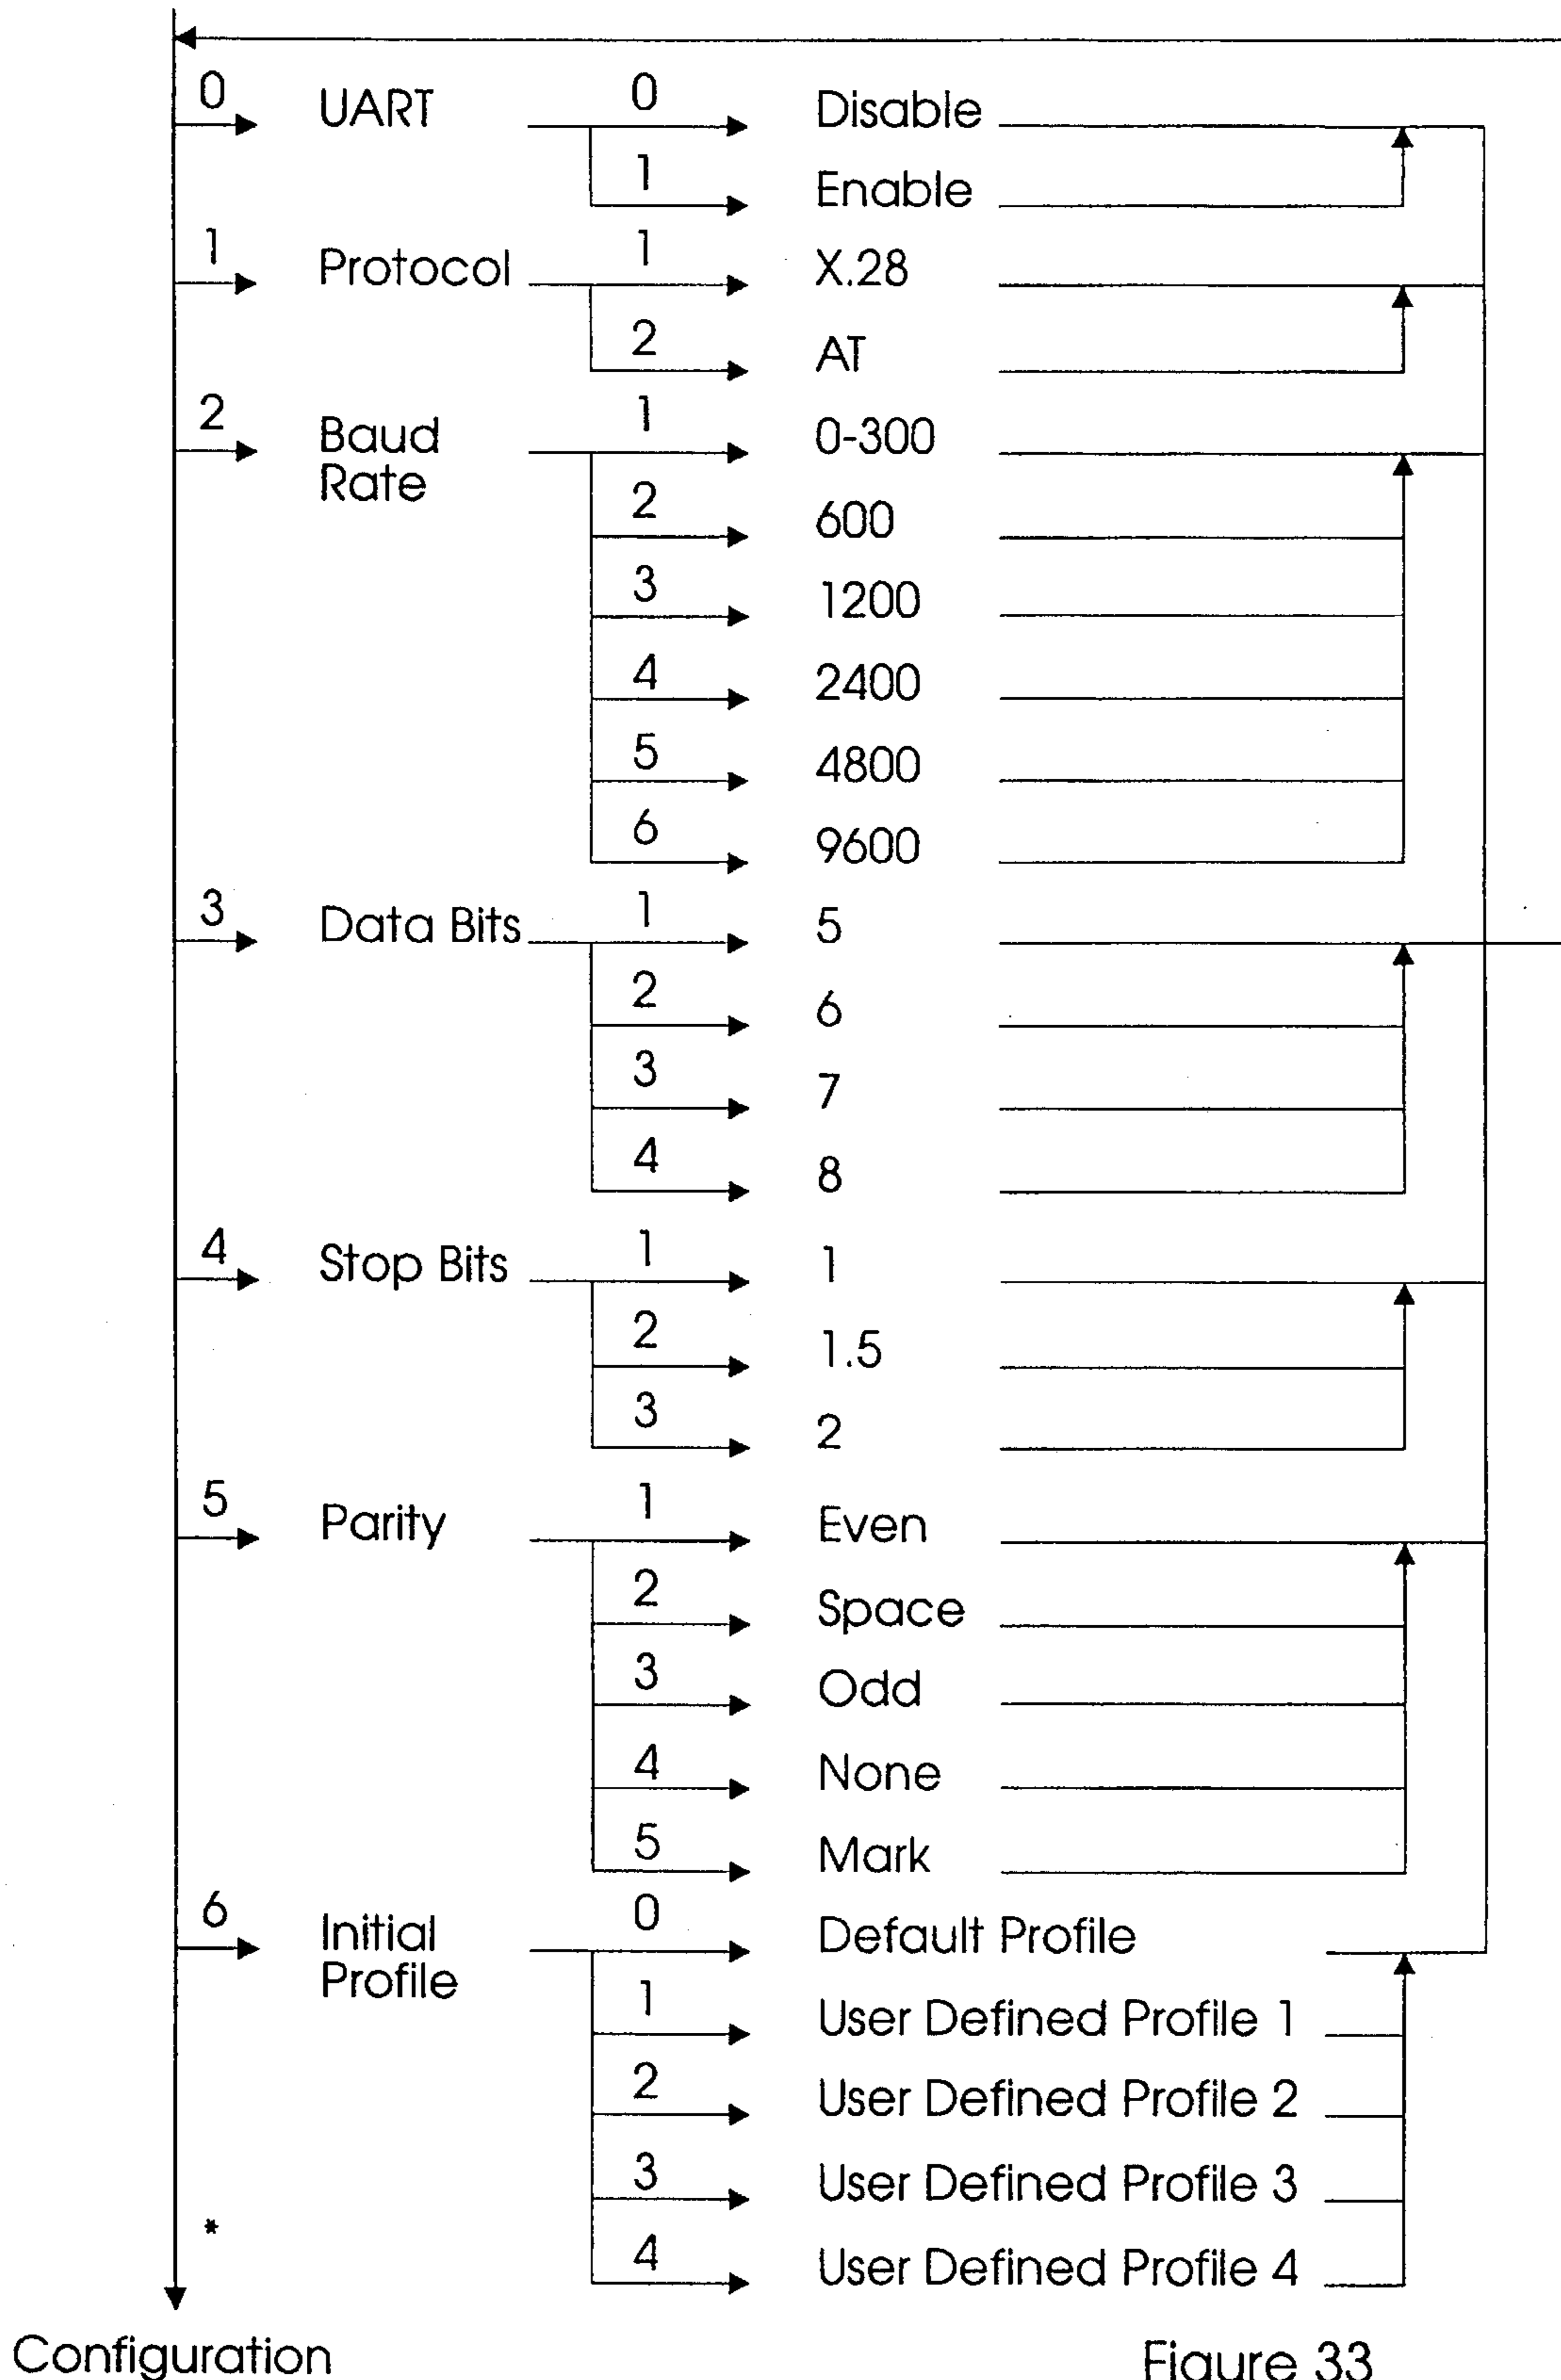 0 UART 0 Disable
1 Enable
1 Protocol 1 X.28
2 AT
2 Baud Rate 1 0-300
2 600
3 1200
4 2400
5 4800
6 9600
3 Data Bits 1 5
2 6
3 7
4 8
4 Stop Bits 1 1
2 1.5
3 2
5 Parity 1 Even
2 Space
3 Odd
4 None
5 Mark
6 Initial Profile 0 Default Profile
1 User Defined Profile 1
2 User Defined Profile 2
3 User Defined Profile 3
4 User Defined Profile 4
*
Configuration
Figure 33